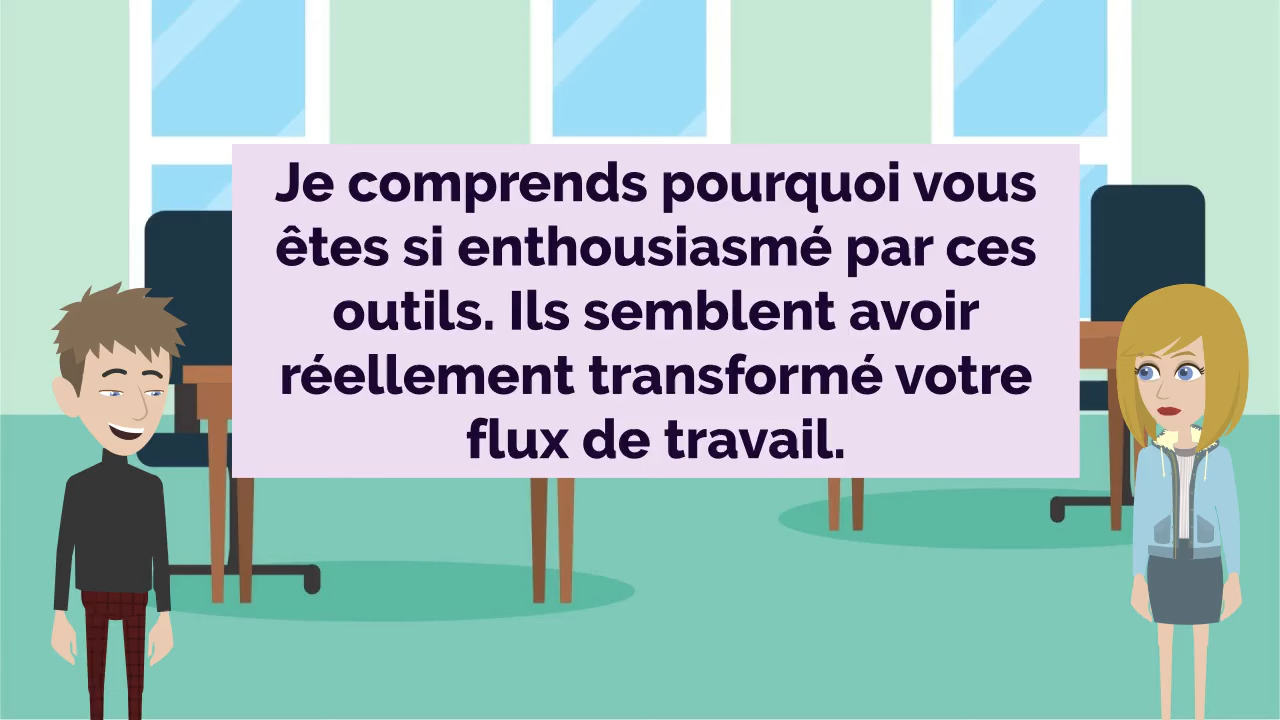 Je comprends pourquoi vous
êtes si enthousiasmé par ces
outils. Ils semblent avoir
réellement transformé votre
flux de travail.